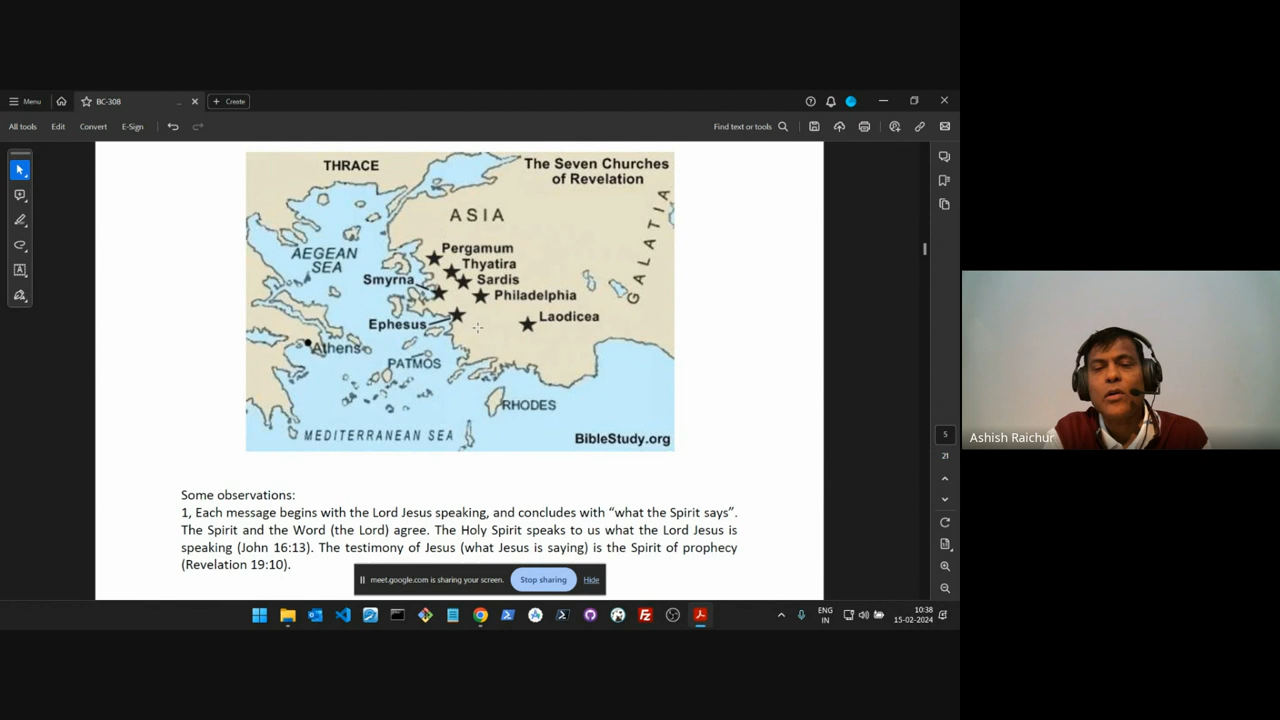 Menu
BC-308
...
Create
All tools
Edit
Convert
E-Sign
Find text or tools
THRACE
The Seven Churches
of Revelation
ASIA
GALATIA
AEGEAN
SEA
Pergamum
Thyatira
Smyrna
Sardis
Philadelphia
Ephesus
Laodicea
Athens
PATMOS
RHODES
MEDITERRANEAN SEA
BibleStudy.org
5
21
Some observations:
1, Each message begins with the Lord Jesus speaking, and concludes with “what the Spirit says”.
The Spirit and the Word (the Lord) agree. The Holy Spirit speaks to us what the Lord Jesus is
speaking (John 16:13). The testimony of Jesus (what Jesus is saying) is the Spirit of prophecy
(Revelation 19:10).
meet.google.com is sharing your screen.
Stop sharing
Hide
ENG
IN
10:38
15-02-2024
Ashish Raichur